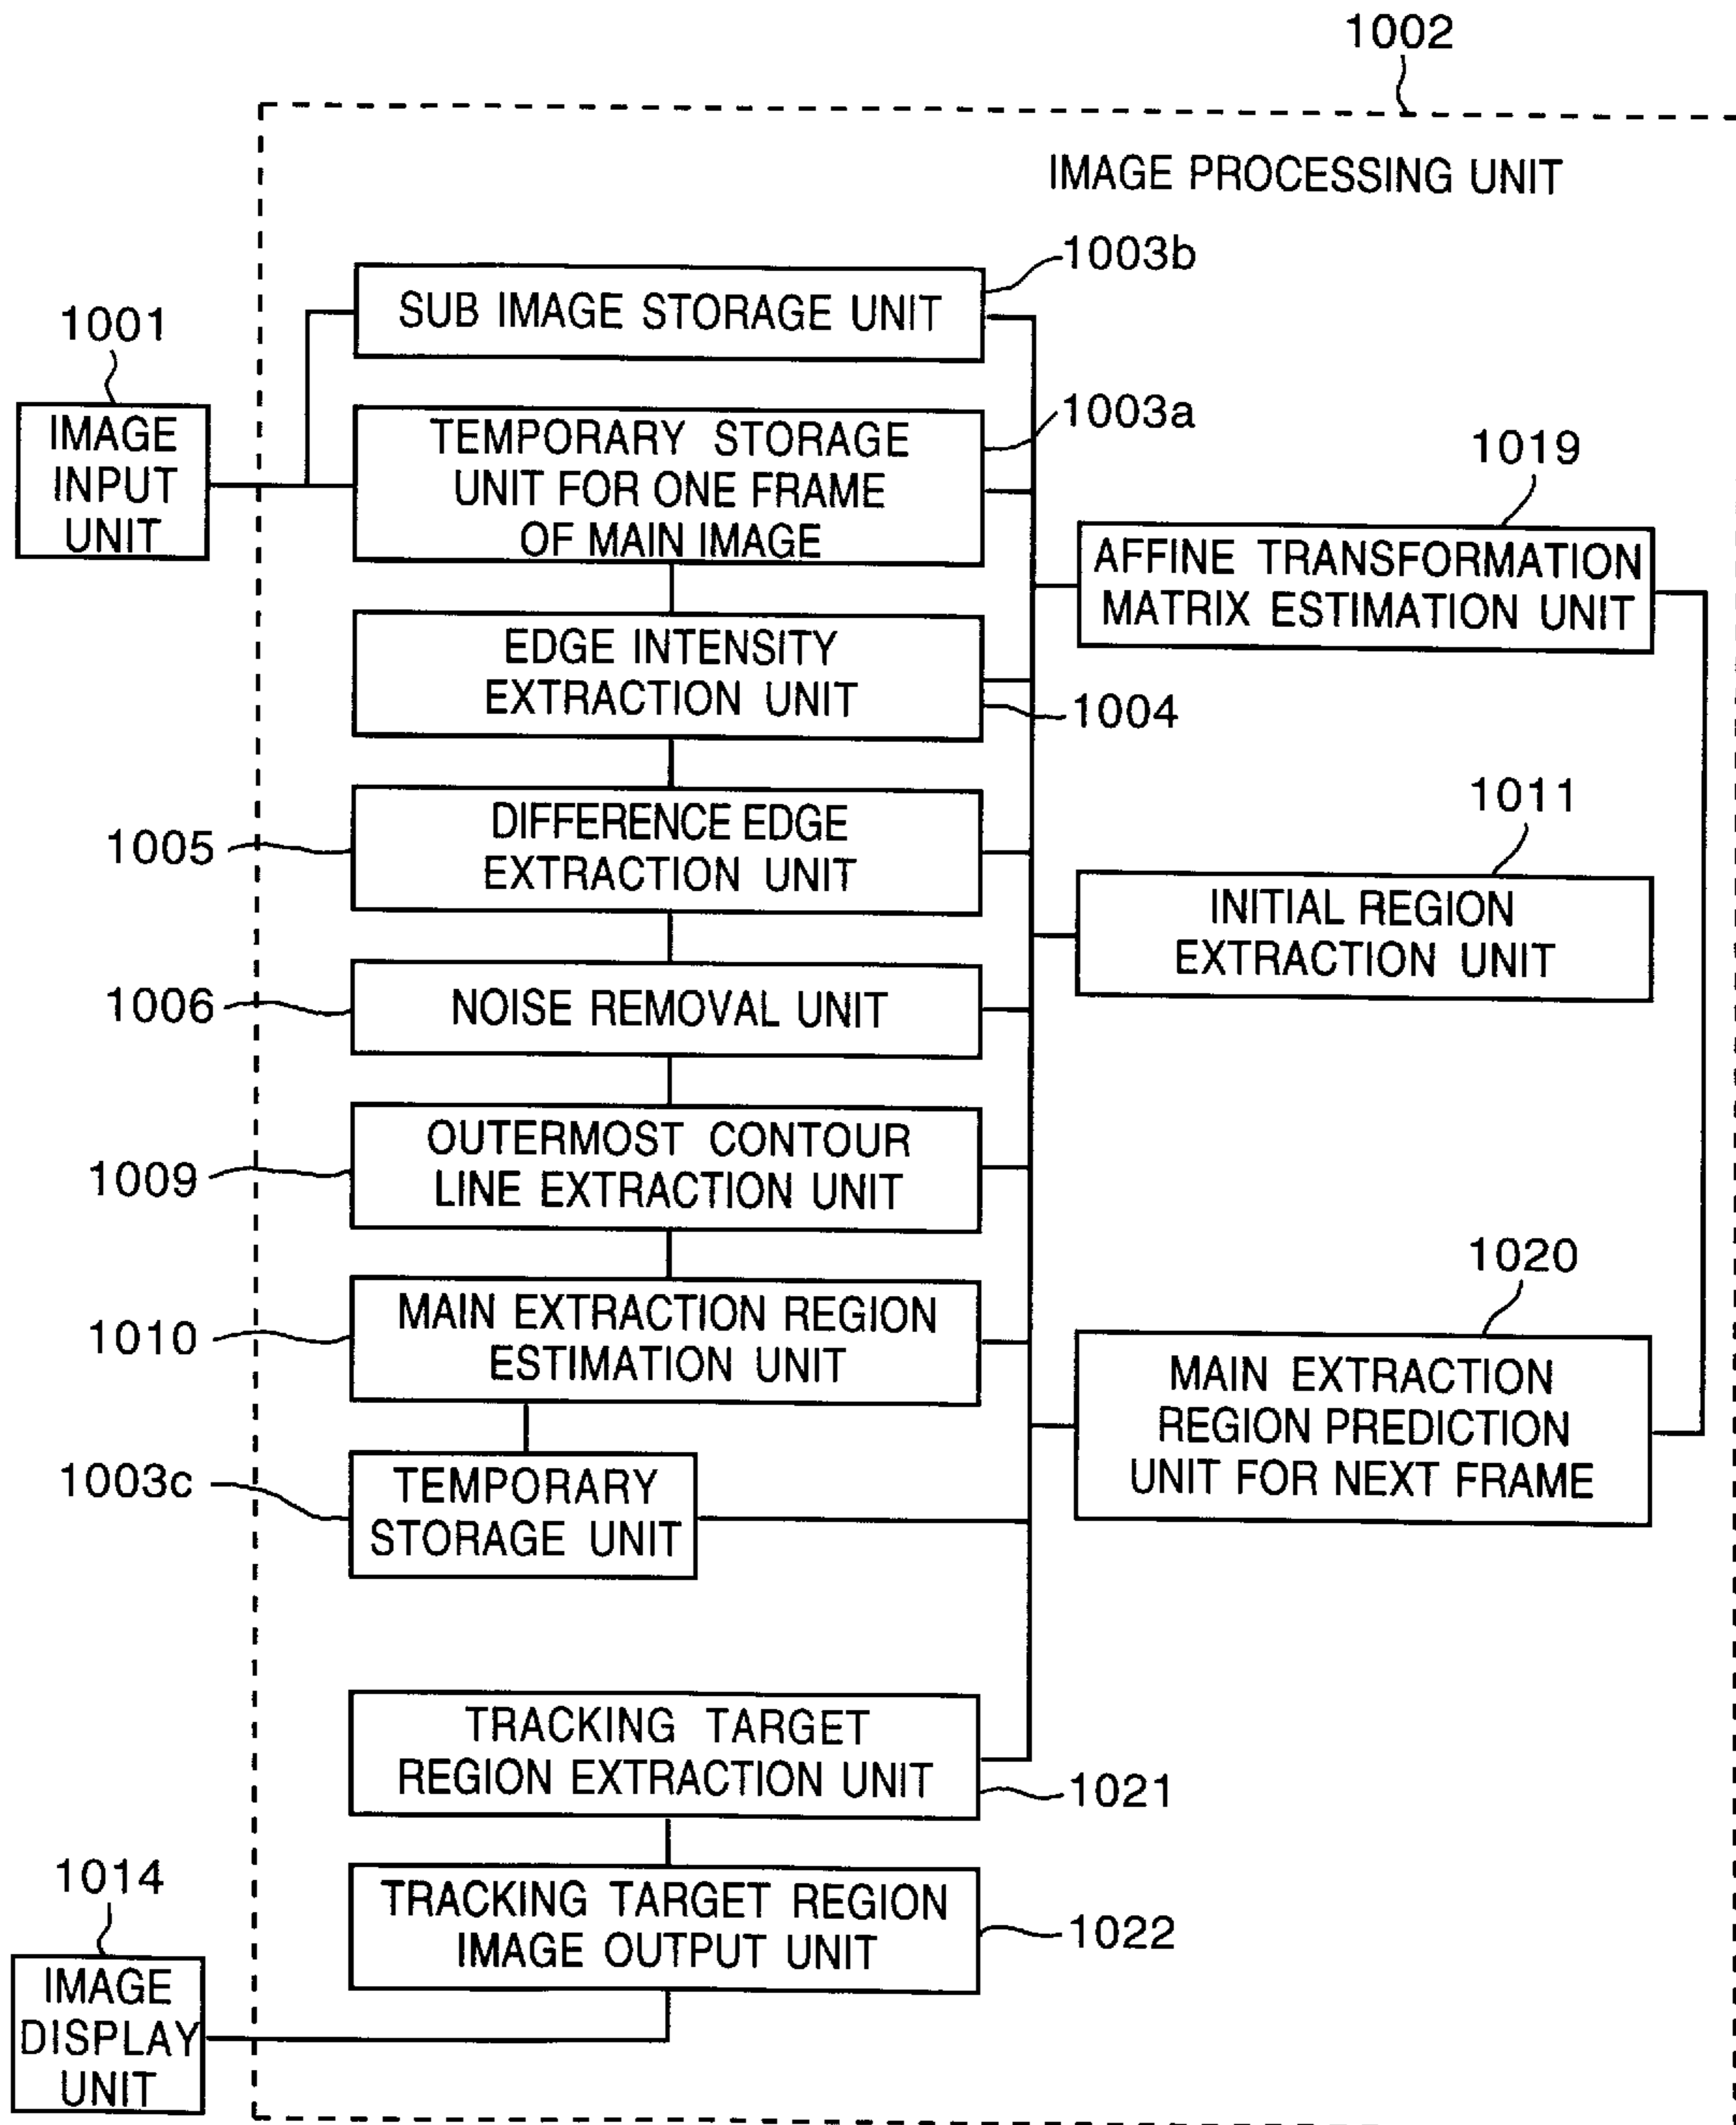 1002
IMAGE PROCESSING UNIT
1003b
SUB IMAGE STORAGE UNIT
1001
IMAGE
INPUT
UNIT
1003a
TEMPORARY STORAGE
UNIT FOR ONE FRAME
OF MAIN IMAGE
1019
AFFINE TRANSFORMATION
MATRIX ESTIMATION UNIT
EDGE INTENSITY
EXTRACTION UNIT
1004
1005
DIFFERENCE EDGE
EXTRACTION UNIT
1011
INITIAL REGION
EXTRACTION UNIT
1006
NOISE REMOVAL UNIT
1009
OUTERMOST CONTOUR
LINE EXTRACTION UNIT
1010
MAIN EXTRACTION REGION
ESTIMATION UNIT
1020
MAIN EXTRACTION
REGION PREDICTION
UNIT FOR NEXT FRAME
1003c
TEMPORARY
STORAGE UNIT
TRACKING TARGET
REGION EXTRACTION UNIT
1021
1014
IMAGE
DISPLAY
UNIT
TRACKING TARGET REGION
IMAGE OUTPUT UNIT
1022